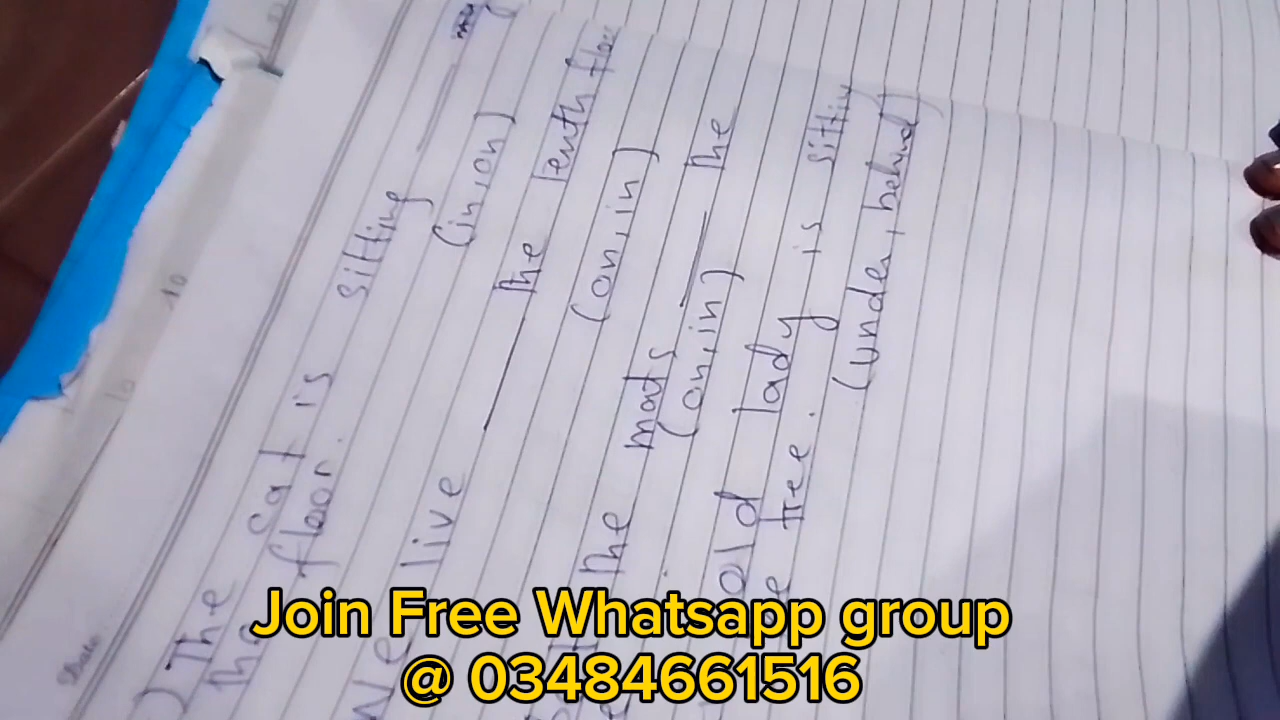 The cat is sitting
the floor. (in, on)
We live the tenth
(on, in)
the mats the
(on, in)
old lady is sitting
tree. (under, behind)
Join Free Whatsapp group
@ 03484661516